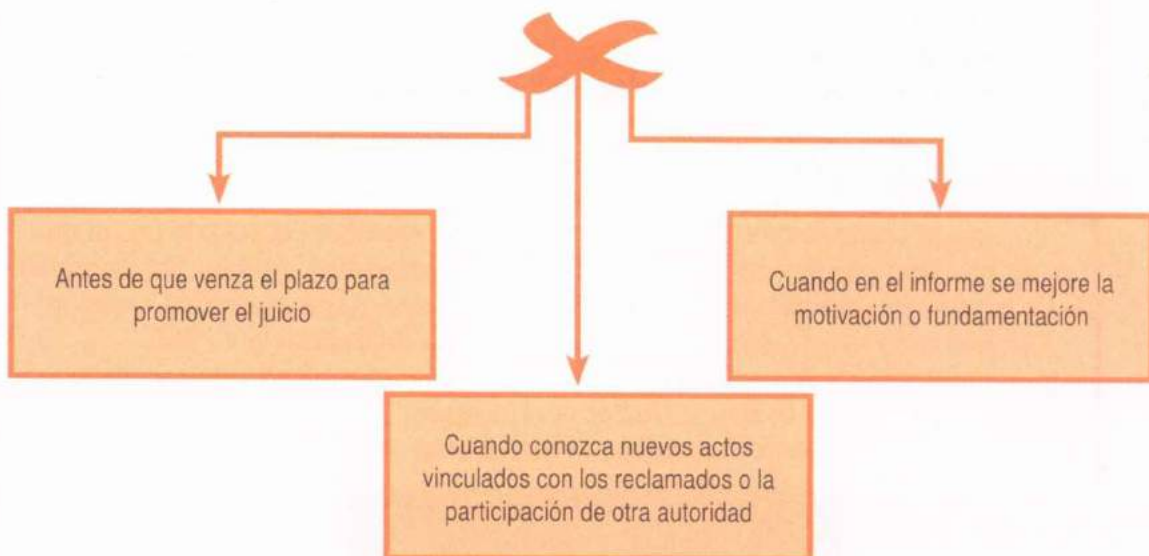 Antes de que venza el plazo para
promover el juicio
Cuando en el informe se mejore la
motivación o fundamentación
Cuando conozca nuevos actos
vinculados con los reclamados o la
participación de otra autoridad